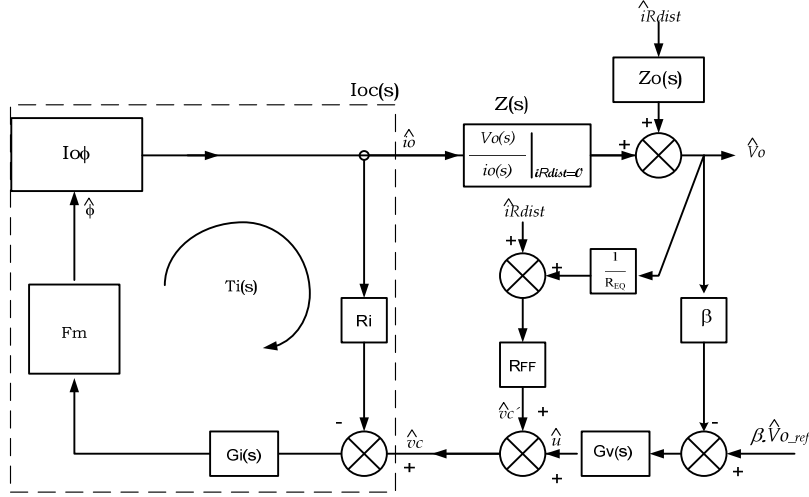 îRdist
Ioc(s)
Zo(s)
Z(s)
+
Ioϕ
îo
Vo(s)
io(s)
iRdist=0
+
V̂o
ϕ̂
îRdist
+
+
1
REQ
Ti(s)
Fm
Ri
β
RFF
-
v̂c
v̂c´
+
û
-
β.V̂o_ref
Gi(s)
+
Gv(s)
+
+